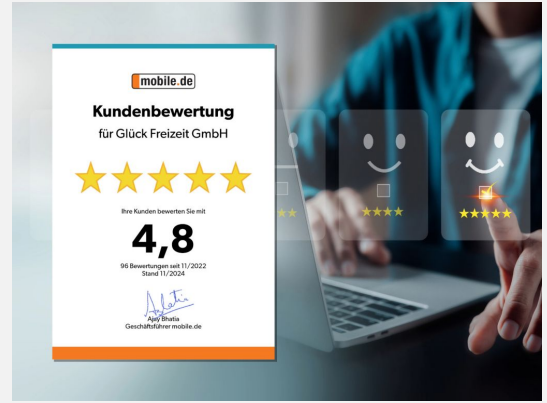 mobile.de
Kundenbewertung
für Glück Freizeit GmbH
Ihre Kunden bewerten Sie mit
4,8
96 Bewertungen seit 11/2022
Stand 11/2024
Ajay Bhatia
Geschäftsführer mobile.de